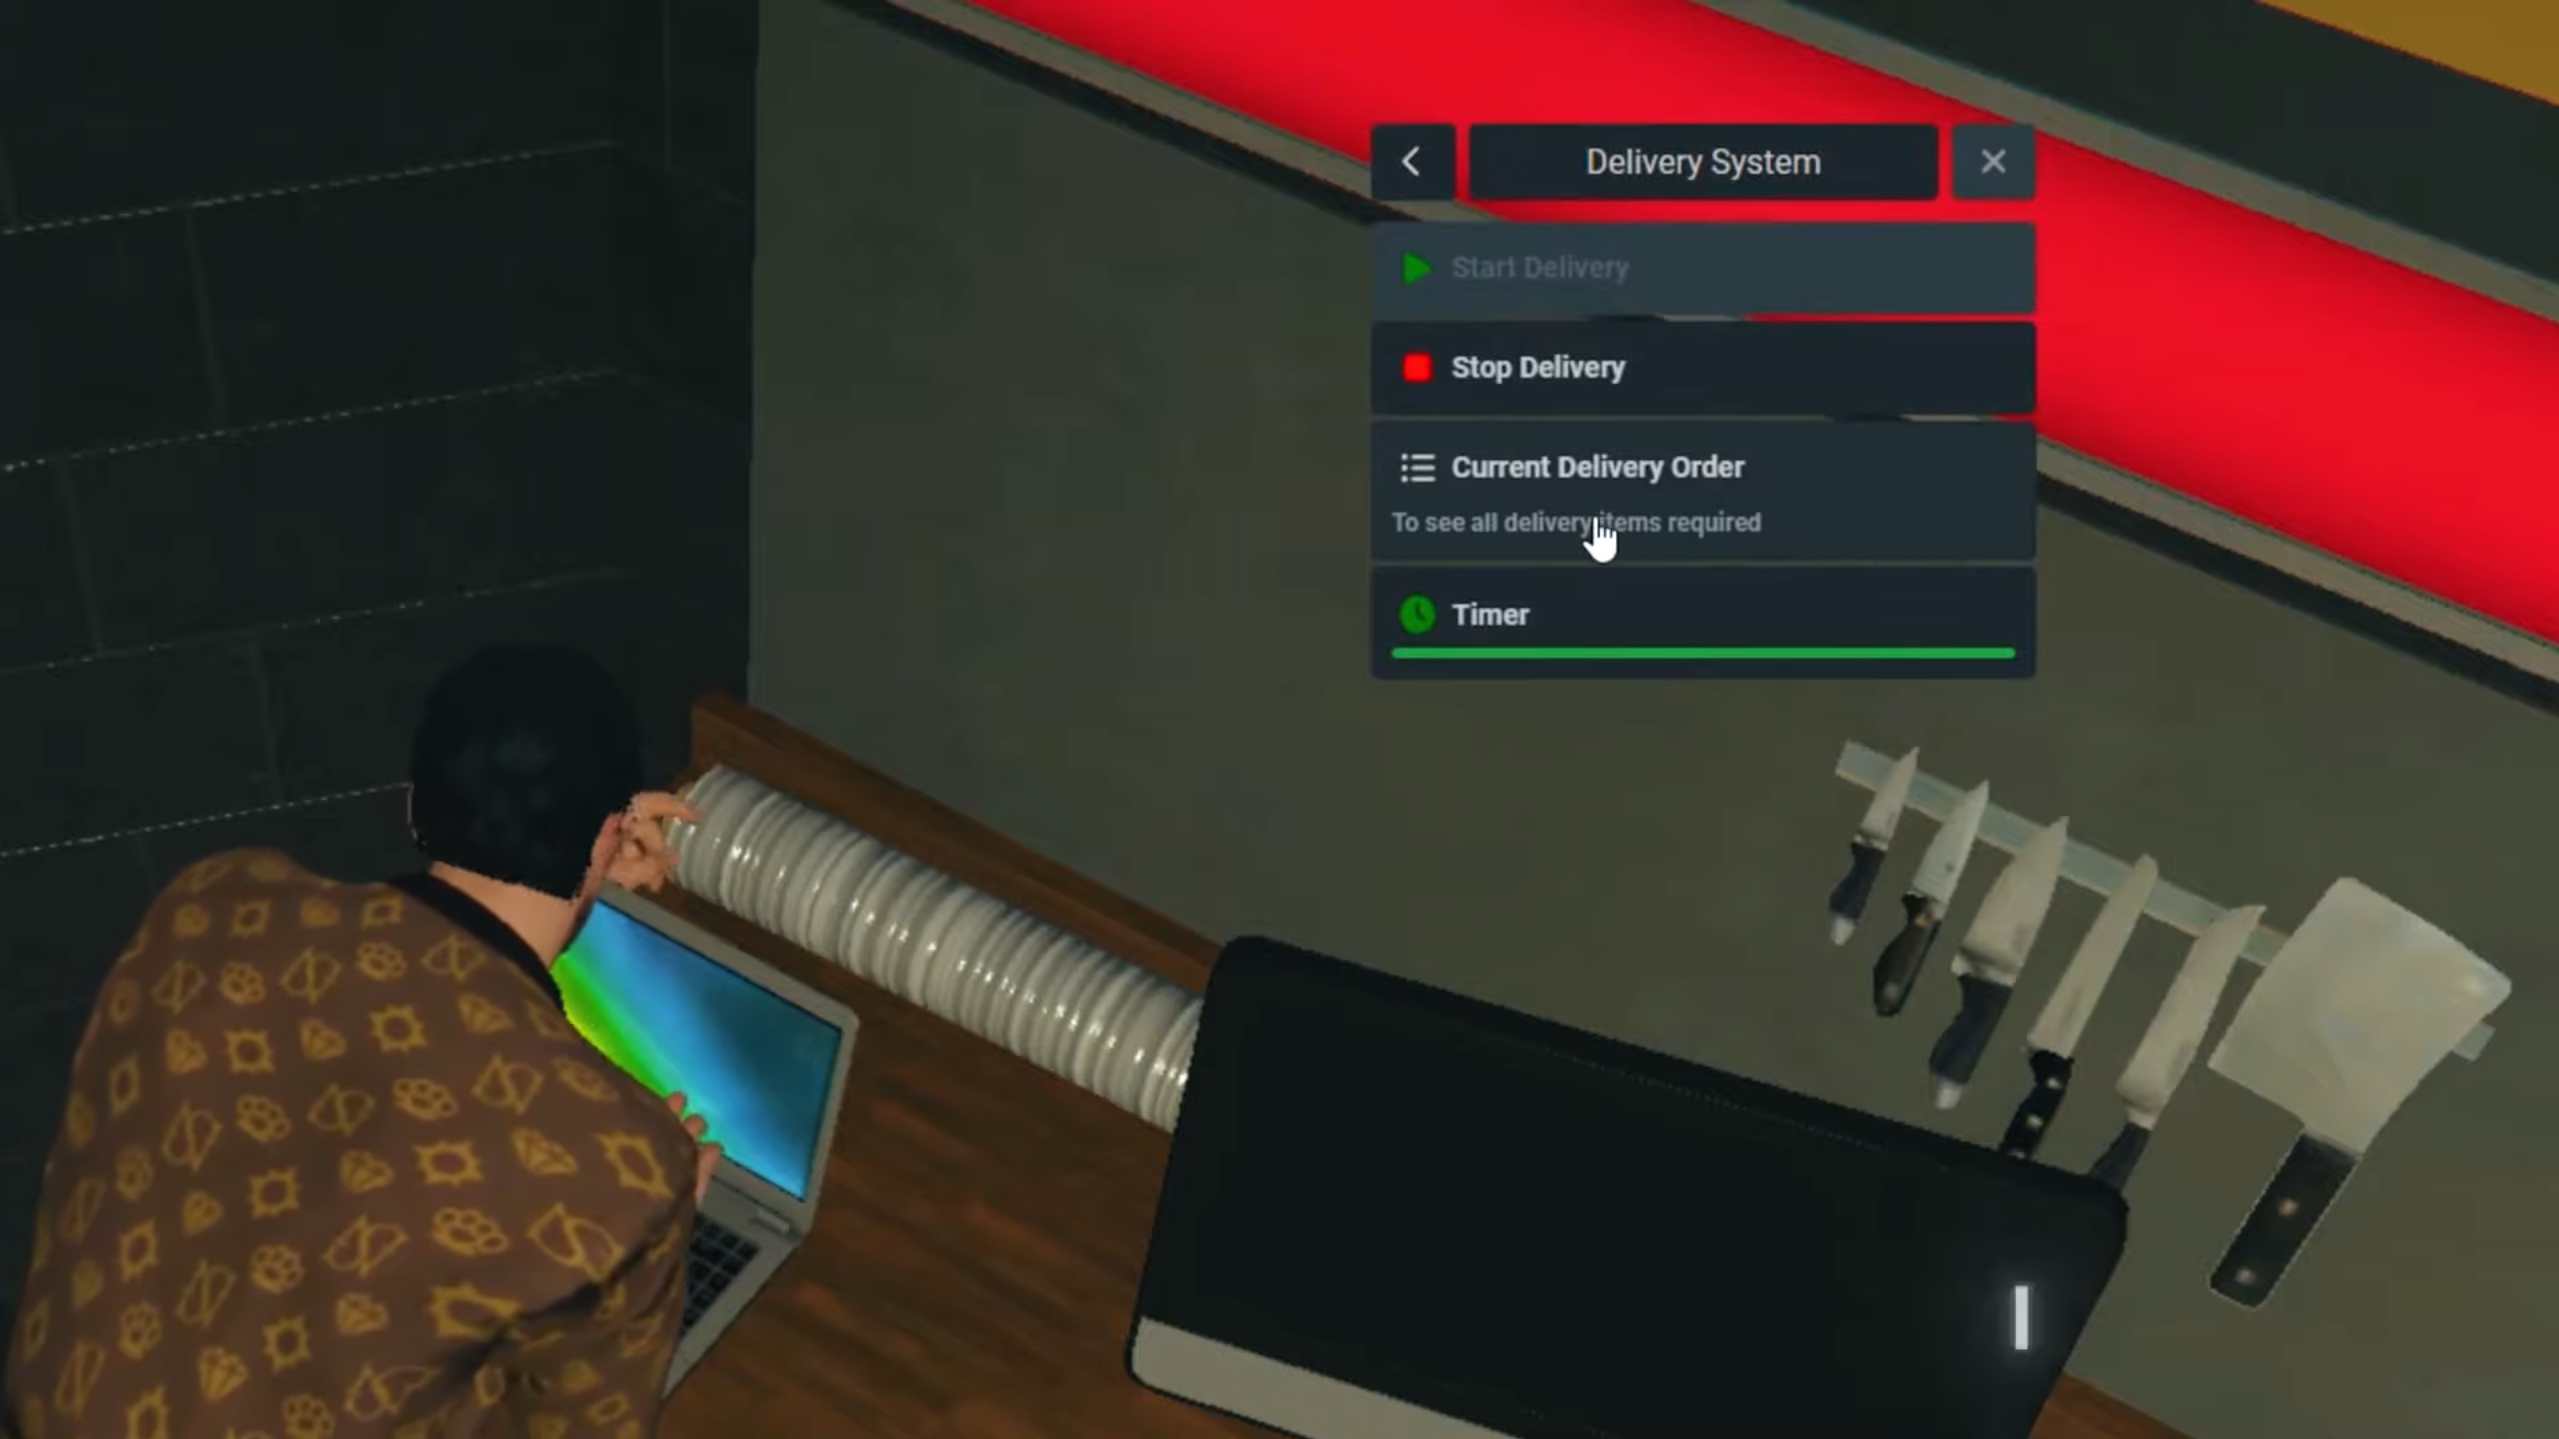 Delivery System
Start Delivery
Stop Delivery
Current Delivery Order
To see all delivery items required
Timer